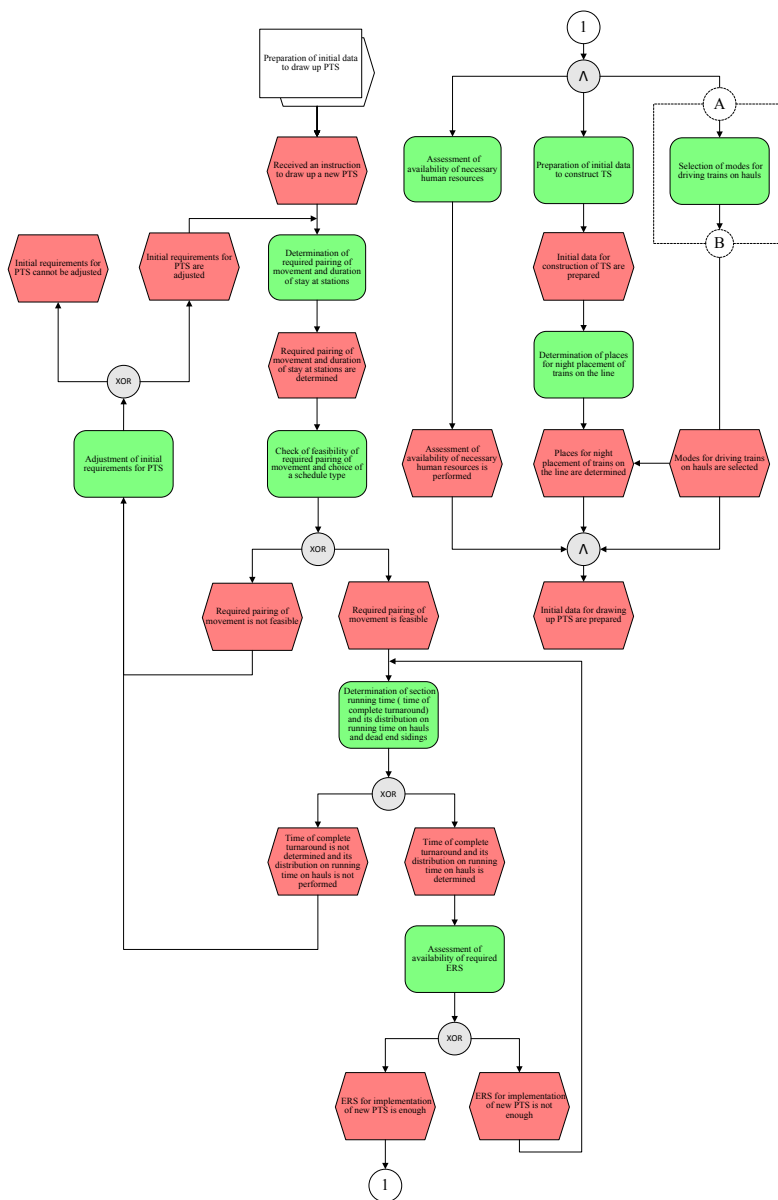 Preparation of initial data
to draw up PTS
Received an instruction
to draw up a new PTS
Initial requirements for
PTS cannot be adjusted
Initial requirements for
PTS are
adjusted
Determination of
required pairing of
movement and duration
of stay at stations
Required pairing of
movement and duration
of stay at stations are
determined
XOR
Adjustment of initial
requirements for PTS
Check of feasibility of
required pairing of
movement and choice of
a schedule type
XOR
Required pairing of
movement is not feasible
Required pairing of
movement is feasible
Determination of section
running time ( time of
complete turnaround)
and its distribution on
running time on hauls
and dead end sidings
XOR
Time of complete
turnaround is not
determined and its
distribution on running
time on hauls is not
performed
Time of complete
turnaround and its
distribution on running
time on hauls is
determined
Assessment of
availability of required
ERS
XOR
ERS for implementation
of new PTS is enough
ERS for implementation
of new PTS is not
enough
1
1
Λ
A
Assessment of
availability of necessary
human resources
Preparation of initial data
to construct TS
Selection of modes for
driving trains on hauls
B
Initial data for
construction of TS are
prepared
Determination of places
for night placement of
trains on the line
Assessment of
availability of necessary
human resources is
performed
Places for night
placement of trains on
the line are determined
Modes for driving trains
on hauls are selected
Λ
Initial data for drawing
up PTS are prepared